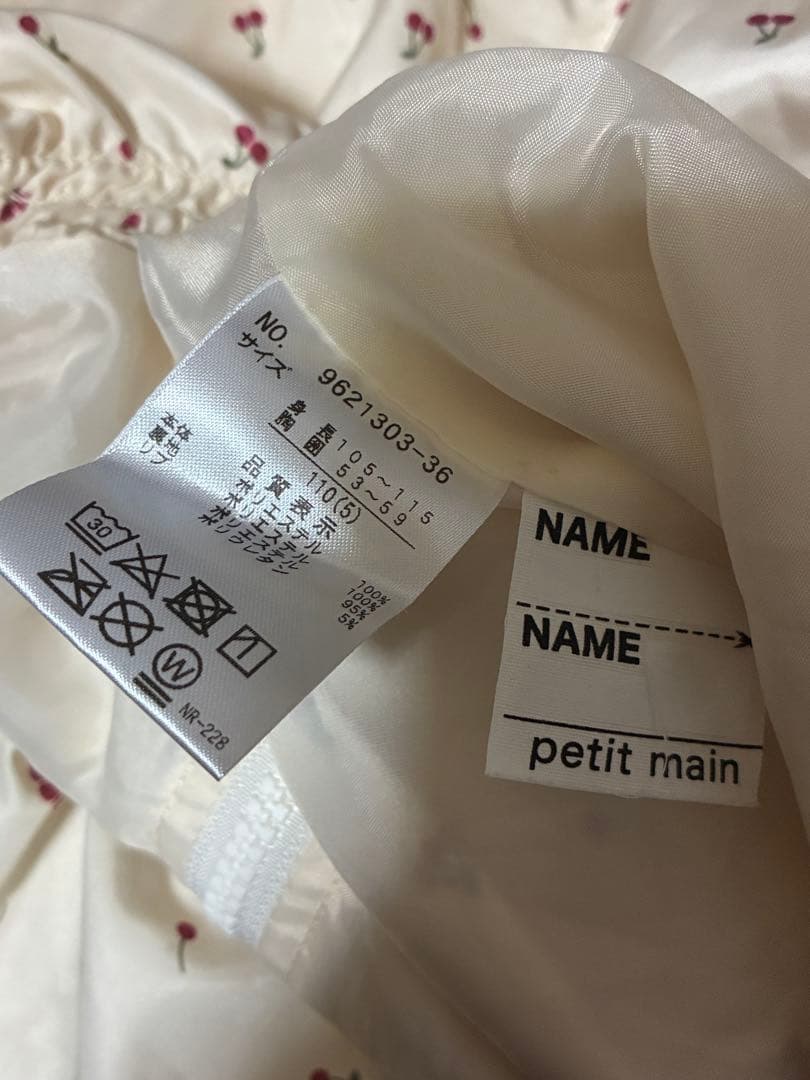 NO. 9621303-36
サイズ
身長 105～115
胸囲 53～59
110(5)
品質表示
本体 ポリエステル 100%
裏地 ポリエステル 100%
リブ ポリエステル 95%
ポリウレタン 5%
30
W
NR-228
NAME
NAME
petit main